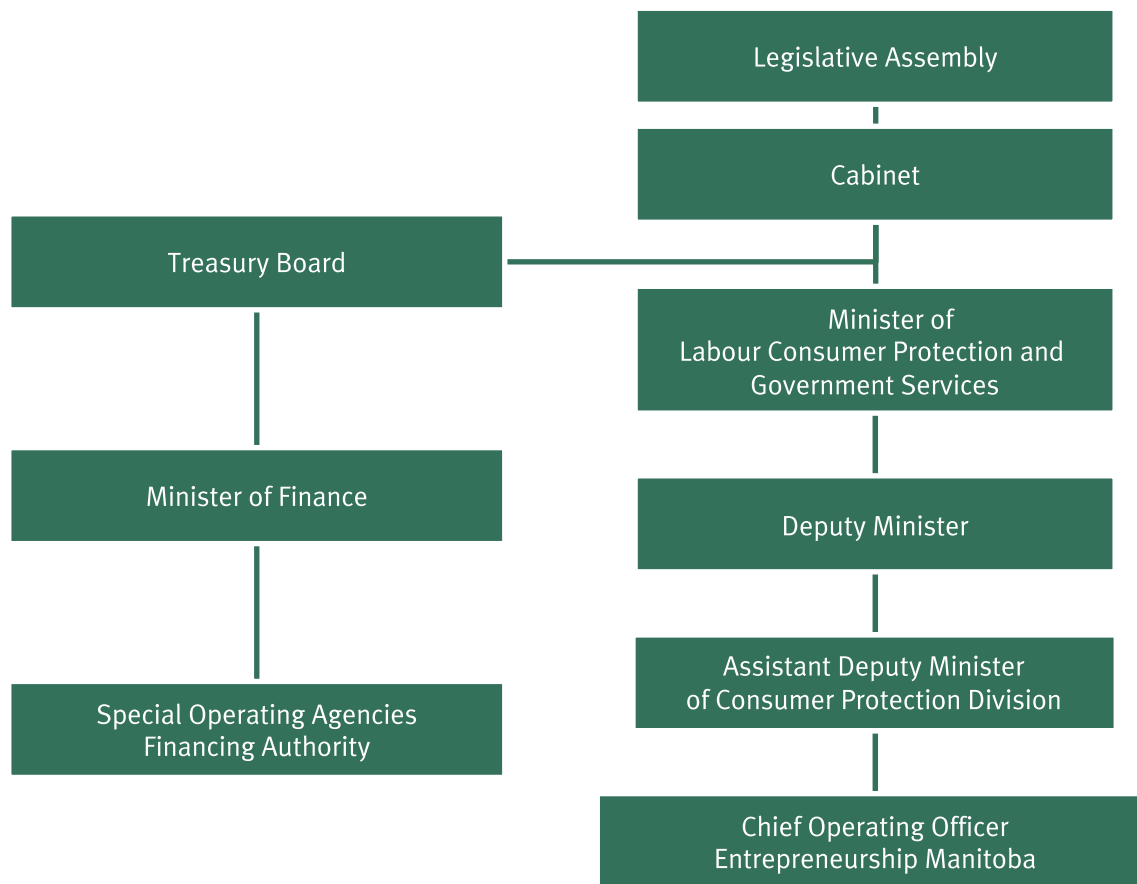 Legislative Assembly
Cabinet
Treasury Board
Minister of
Labour Consumer Protection and
Government Services
Minister of Finance
Deputy Minister
Assistant Deputy Minister
of Consumer Protection Division
Special Operating Agencies
Financing Authority
Chief Operating Officer
Entrepreneurship Manitoba